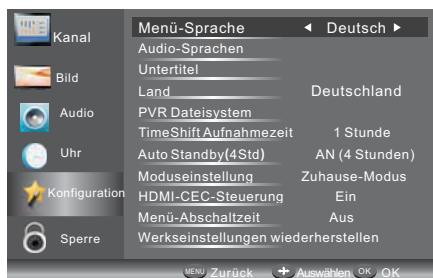 Kanal
Bild
Audio
Uhr
Konfiguration
Sperre
Menü-Sprache ◀ Deutsch ▶
Audio-Sprachen
Untertitel
Land Deutschland
PVR Dateisystem
TimeShift Aufnahmezeit 1 Stunde
Auto Standby(4Std) AN (4 Stunden)
Moduseinstellung Zuhause-Modus
HDMI-CEC-Steuerung Ein
Menü-Abschaltzeit Aus
Werkseinstellungen wiederherstellen
MENU Zurück Auswählen OK OK